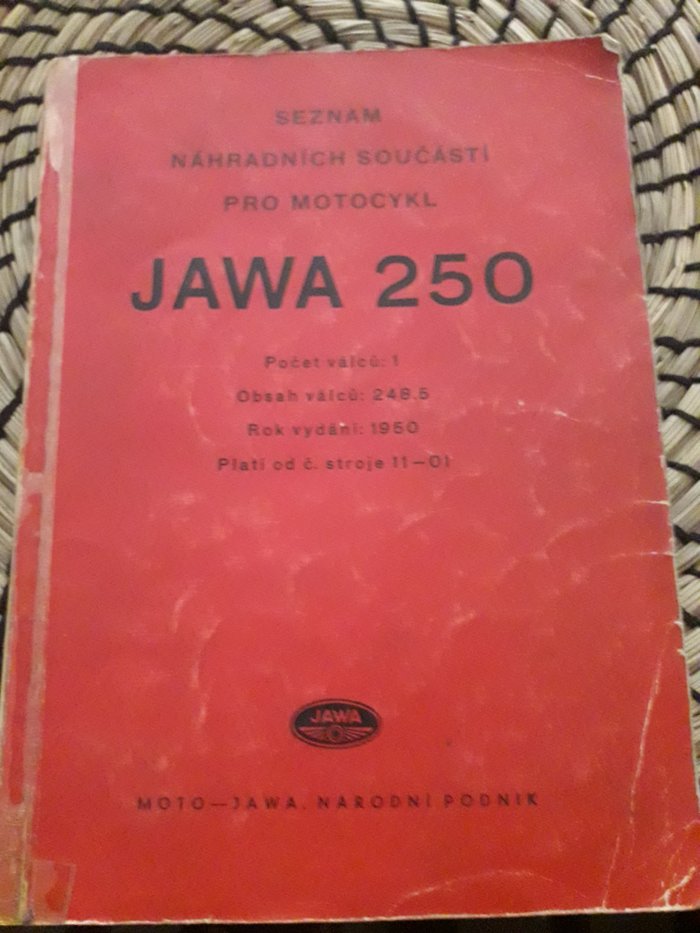 SEZNAM
NÁHRADNÍCH SOUČÁSTÍ
PRO MOTOCYKL
JAWA 250
Počet válců: 1
Obsah válců: 248.5
Rok vydání: 1950
Platí od č. stroje 11—01
JAWA
MOTO—JAWA, NÁRODNÍ PODNIK